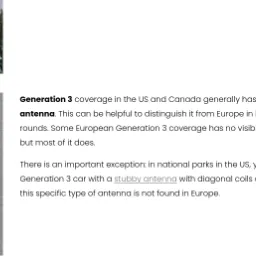 Generation 3 coverage in the US and Canada generally has
antenna. This can be helpful to distinguish it from Europe in
rounds. Some European Generation 3 coverage has no visib
but most of it does.
There is an important exception: in national parks in the US, y
Generation 3 car with a stubby antenna with diagonal coils
this specific type of antenna is not found in Europe.